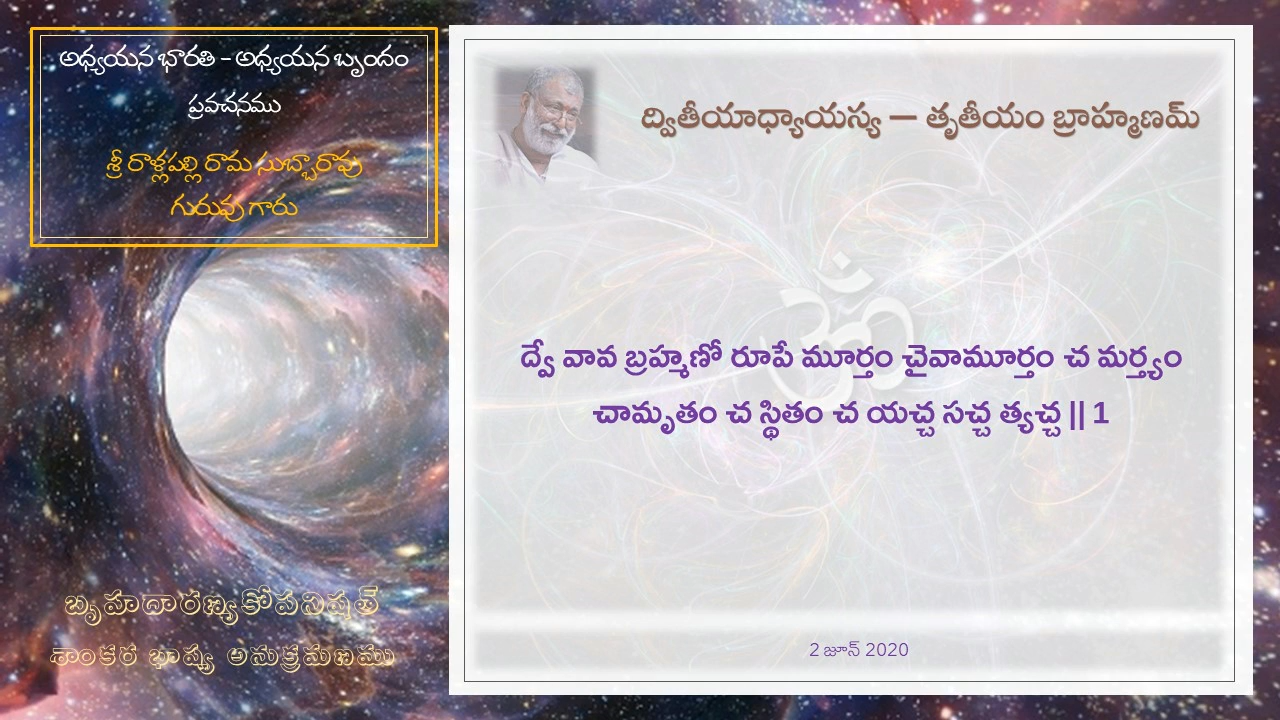 అధ్యయన భారతి – అధ్యయన బృందం
ప్రవచనము
శ్రీ రాళ్లపల్లి రామ సుబ్బారావు
గురువు గారు
బృహదారణ్యకోపనిషత్
శాంకర భాష్య అనుక్రమణము
ద్వితీయాధ్యాయస్య – తృతీయం బ్రాహ్మణమ్
ॐ
ద్వే వావ బ్రహ్మణో రూపే మూర్తం చైవామూర్తం చ మర్త్యం
చామృతం చ స్థితం చ యచ్చ సచ్చ త్యచ్చ || 1
2 జూన్ 2020